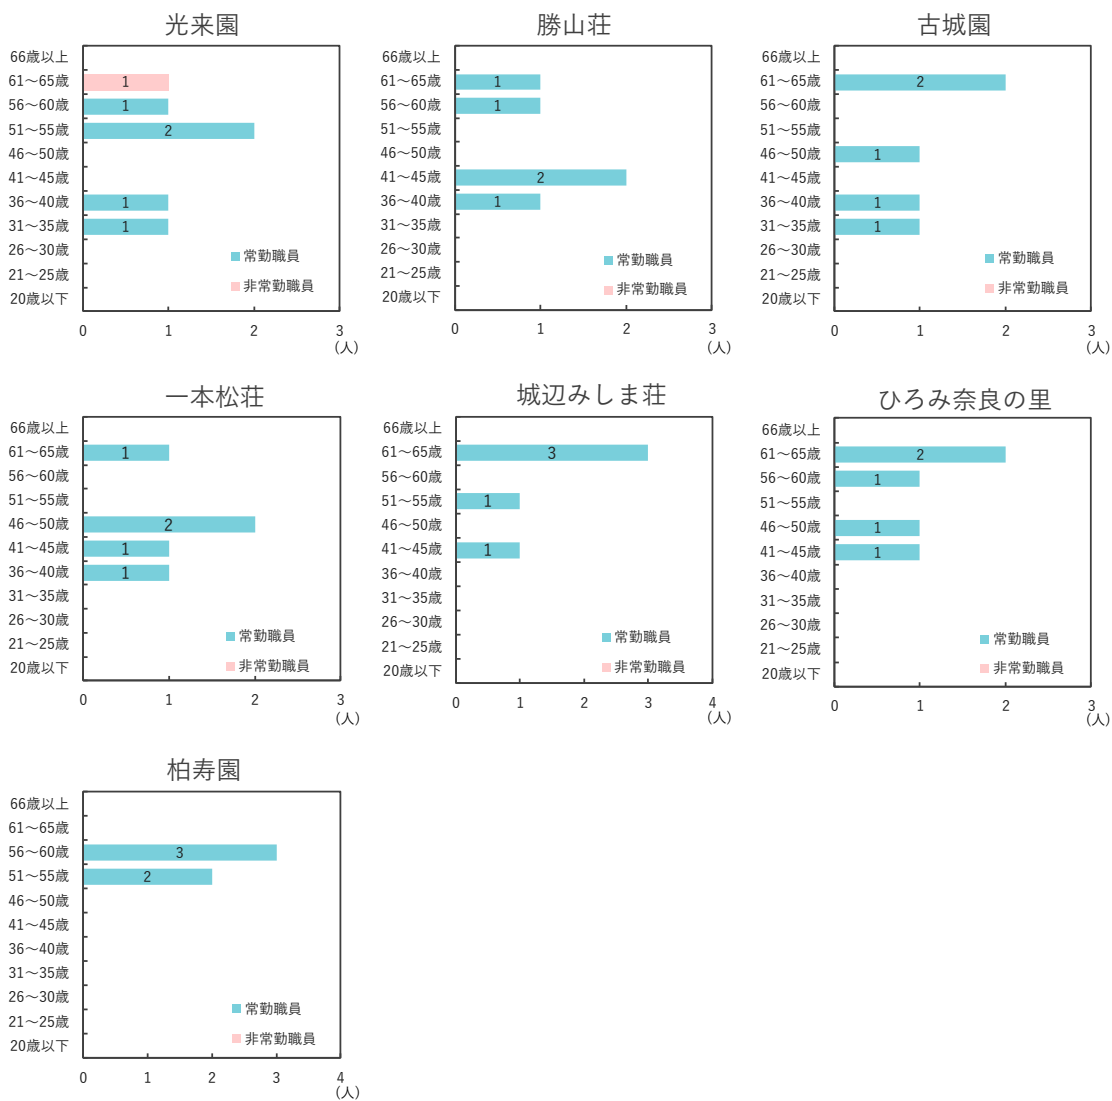 光来園
66歳以上
61～65歳 1
56～60歳 1
51～55歳 2
46～50歳
41～45歳
36～40歳 1
31～35歳 1
26～30歳
21～25歳
20歳以下
常勤職員
非常勤職員
0 1 2 3
(人)
勝山荘
66歳以上
61～65歳 1
56～60歳 1
51～55歳
46～50歳
41～45歳 2
36～40歳 1
31～35歳
26～30歳
21～25歳
20歳以下
常勤職員
非常勤職員
0 1 2 3
(人)
古城園
66歳以上
61～65歳 2
56～60歳
51～55歳
46～50歳 1
41～45歳
36～40歳 1
31～35歳 1
26～30歳
21～25歳
20歳以下
常勤職員
非常勤職員
0 1 2 3
(人)
一本松荘
66歳以上
61～65歳 1
56～60歳
51～55歳
46～50歳 2
41～45歳 1
36～40歳 1
31～35歳
26～30歳
21～25歳
20歳以下
常勤職員
非常勤職員
0 1 2 3
(人)
城辺みしま荘
66歳以上
61～65歳 3
56～60歳
51～55歳 1
46～50歳
41～45歳 1
36～40歳
31～35歳
26～30歳
21～25歳
20歳以下
常勤職員
非常勤職員
0 1 2 3 4
(人)
ひろみ奈良の里
66歳以上
61～65歳 2
56～60歳 1
51～55歳
46～50歳 1
41～45歳 1
36～40歳
31～35歳
26～30歳
21～25歳
20歳以下
常勤職員
非常勤職員
0 1 2 3
(人)
柏寿園
66歳以上
61～65歳
56～60歳 3
51～55歳 2
46～50歳
41～45歳
36～40歳
31～35歳
26～30歳
21～25歳
20歳以下
常勤職員
非常勤職員
0 1 2 3 4
(人)